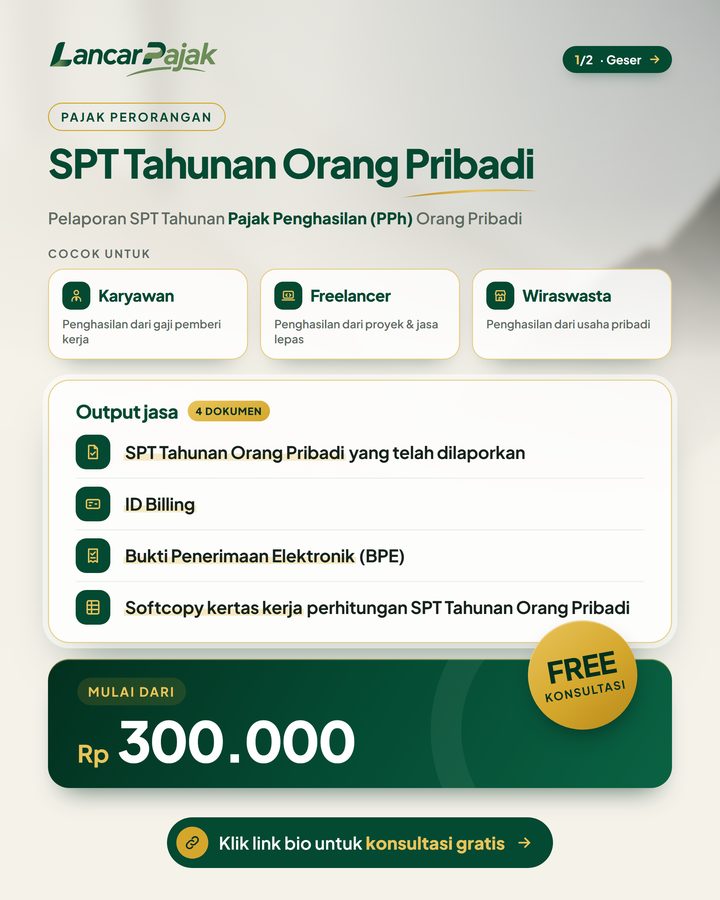 LancarPajak
1/2 · Geser →
PAJAK PERORANGAN
SPT Tahunan Orang Pribadi
Pelaporan SPT Tahunan Pajak Penghasilan (PPh) Orang Pribadi
COCOK UNTUK
Karyawan
Penghasilan dari gaji pemberi
kerja
Freelancer
Penghasilan dari proyek & jasa
lepas
Wiraswasta
Penghasilan dari usaha pribadi
Output jasa 4 DOKUMEN
SPT Tahunan Orang Pribadi yang telah dilaporkan
ID Billing
Bukti Penerimaan Elektronik (BPE)
Softcopy kertas kerja perhitungan SPT Tahunan Orang Pribadi
FREE
KONSULTASI
MULAI DARI
Rp 300.000
Klik link bio untuk konsultasi gratis →